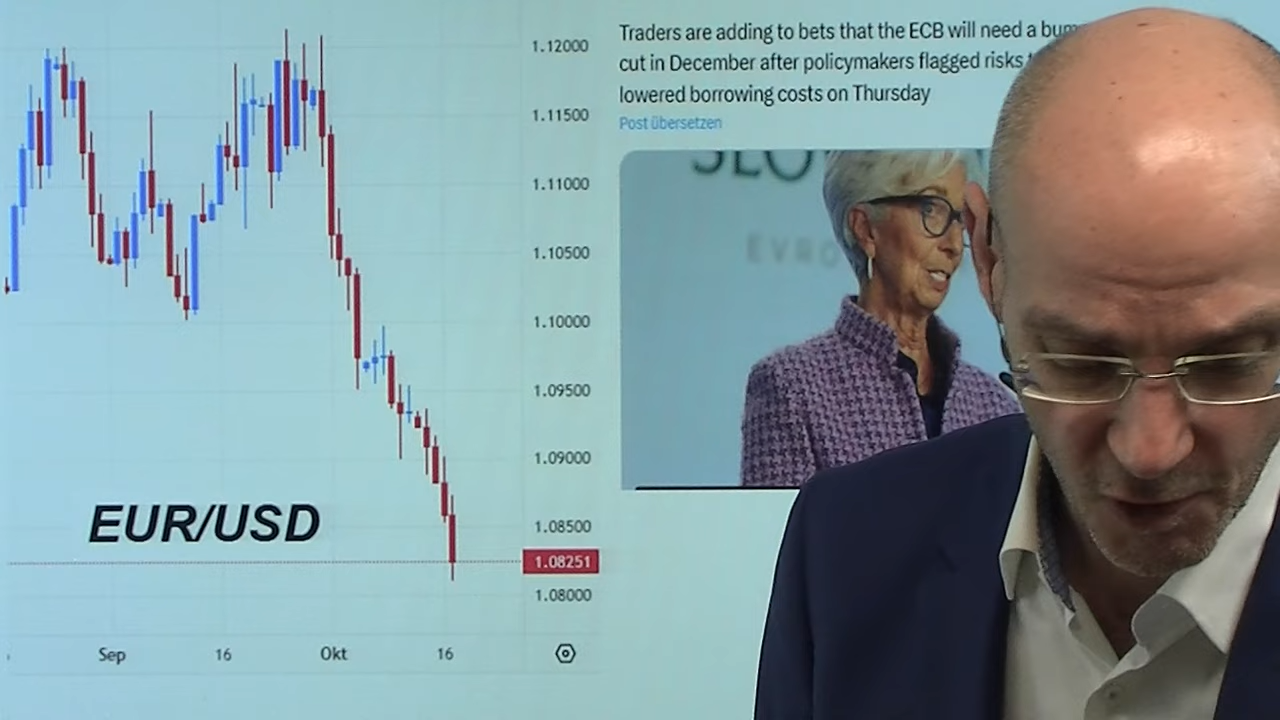 1.12000
1.11500
1.11000
1.10500
1.10000
1.09500
1.09000
1.08500
1.08251
1.08000
EUR/USD
Sep
16
Okt
16
Traders are adding to bets that the ECB will need a
cut in December after policymakers flagged risks
lowered borrowing costs on Thursday
Post übersetzen
EVRO